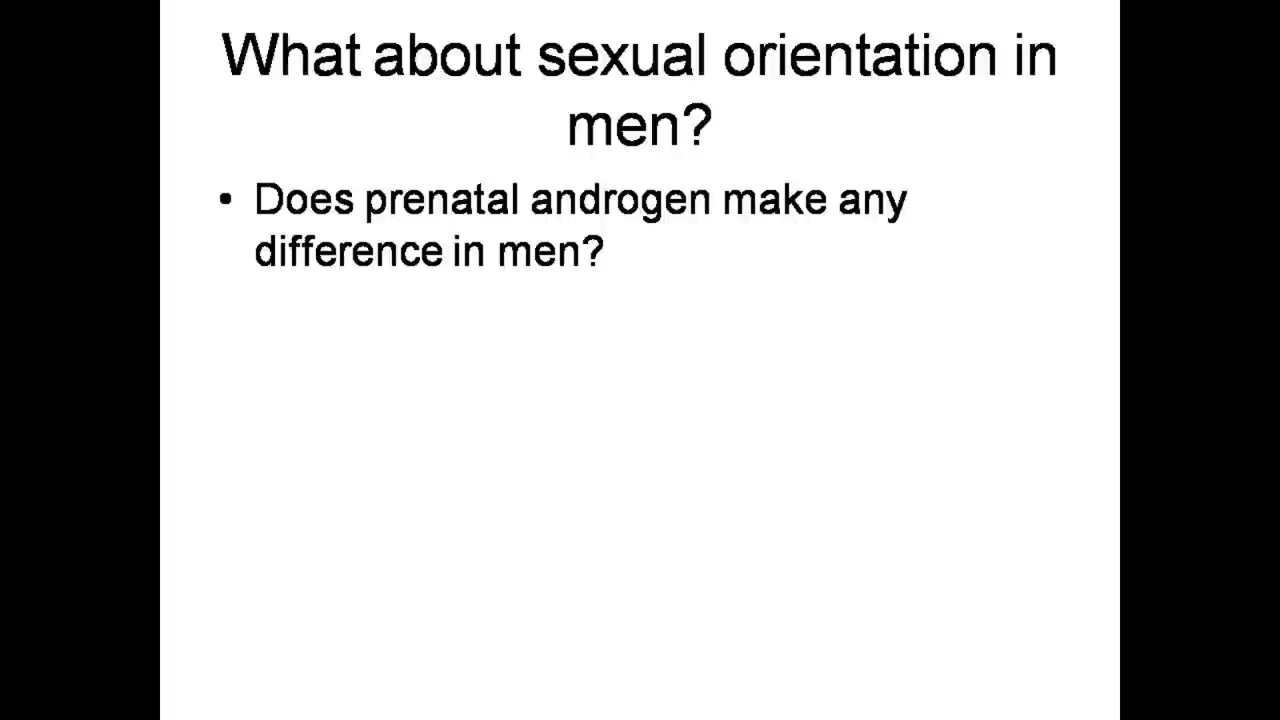 What about sexual orientation in
men?
• Does prenatal androgen make any
difference in men?